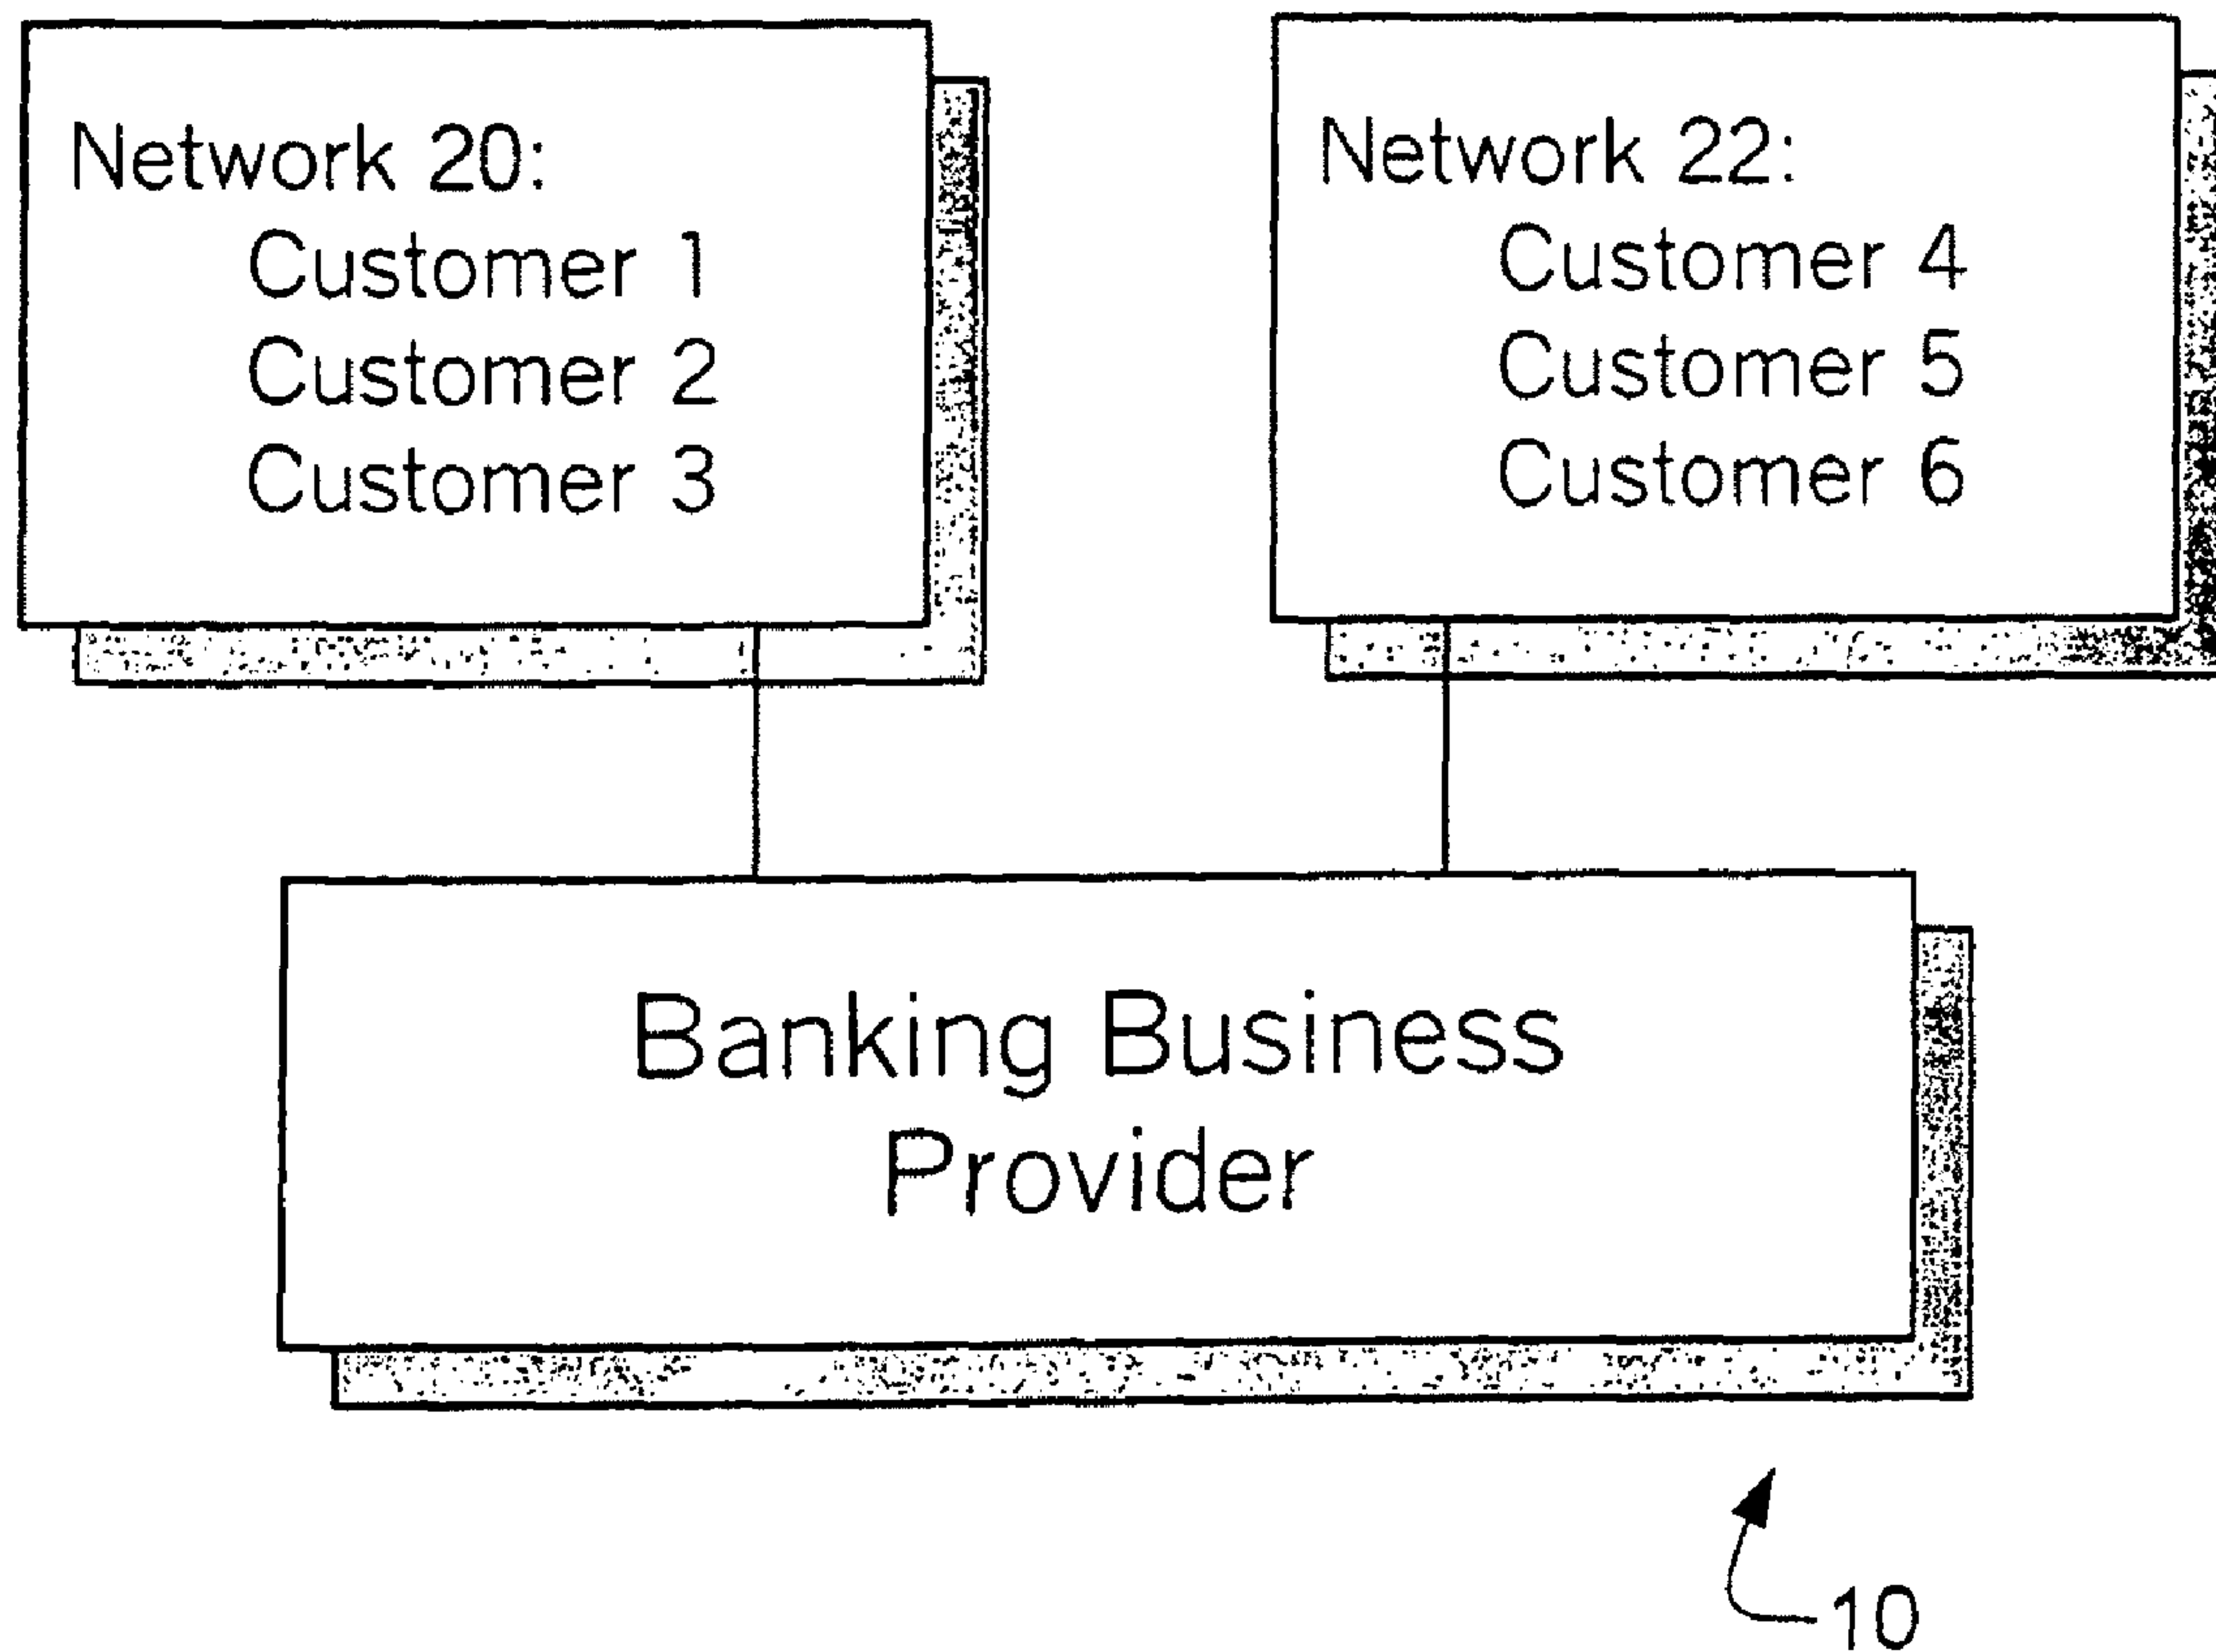 Network 20:
Customer 1
Customer 2
Customer 3
Network 22:
Customer 4
Customer 5
Customer 6
Banking Business
Provider
10